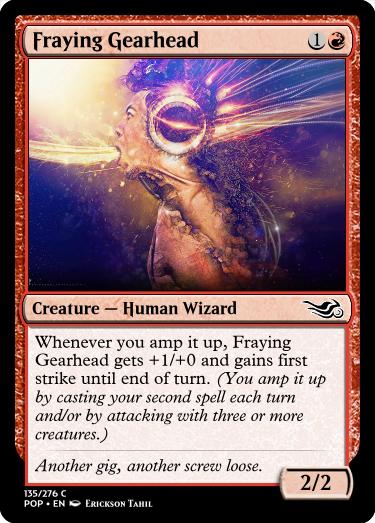 Fraying Gearhead 1
Creature — Human Wizard
Whenever you amp it up, Fraying
Gearhead gets +1/+0 and gains first
strike until end of turn. (You amp it up
by casting your second spell each turn
and/or by attacking with three or more
creatures.)
Another gig, another screw loose.
2/2
135/276 C
POP • EN Erickson Tahil